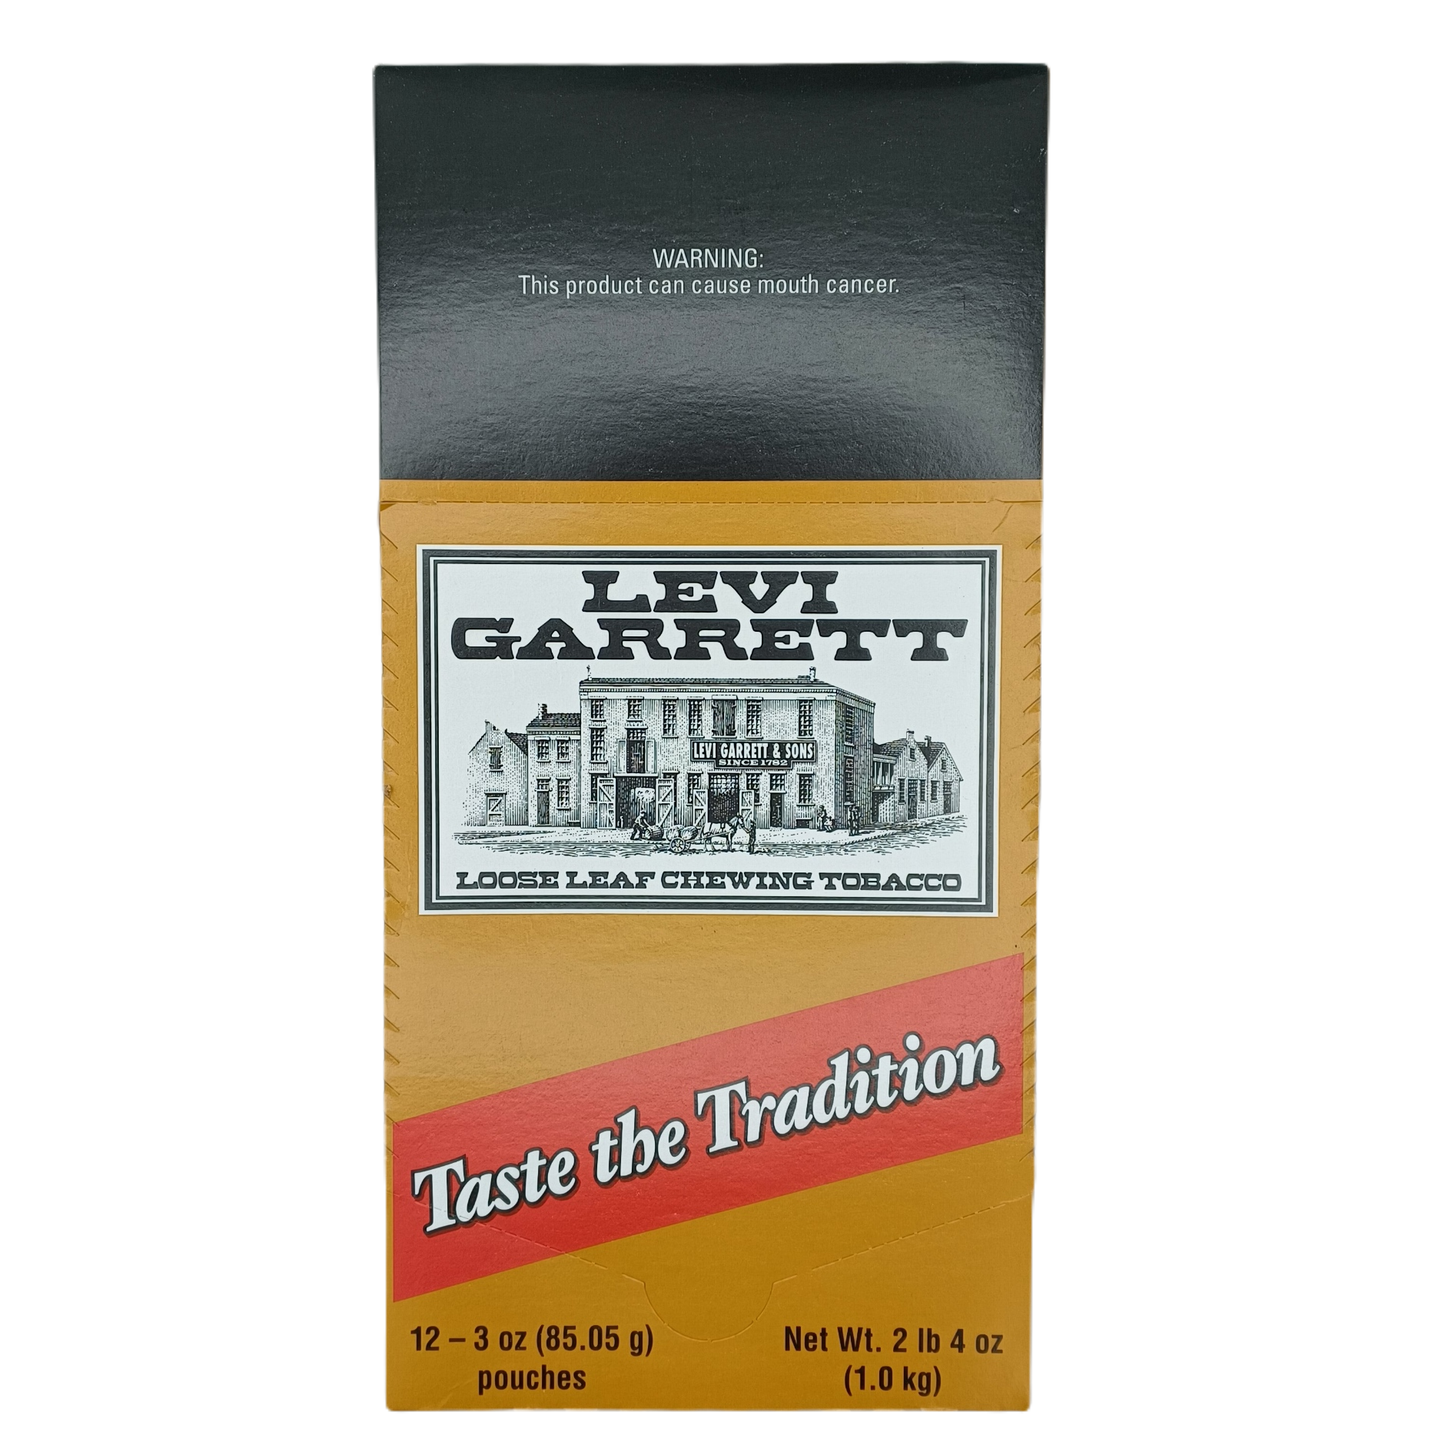 WARNING:
This product can cause mouth cancer.
LEVI
GARRETT
LEVI GARRETT & SONS
SINCE 1782
LOOSE LEAF CHEWING TOBACCO
Taste the Tradition
12 – 3 oz (85.05 g)
pouches
Net Wt. 2 lb 4 oz
(1.0 kg)